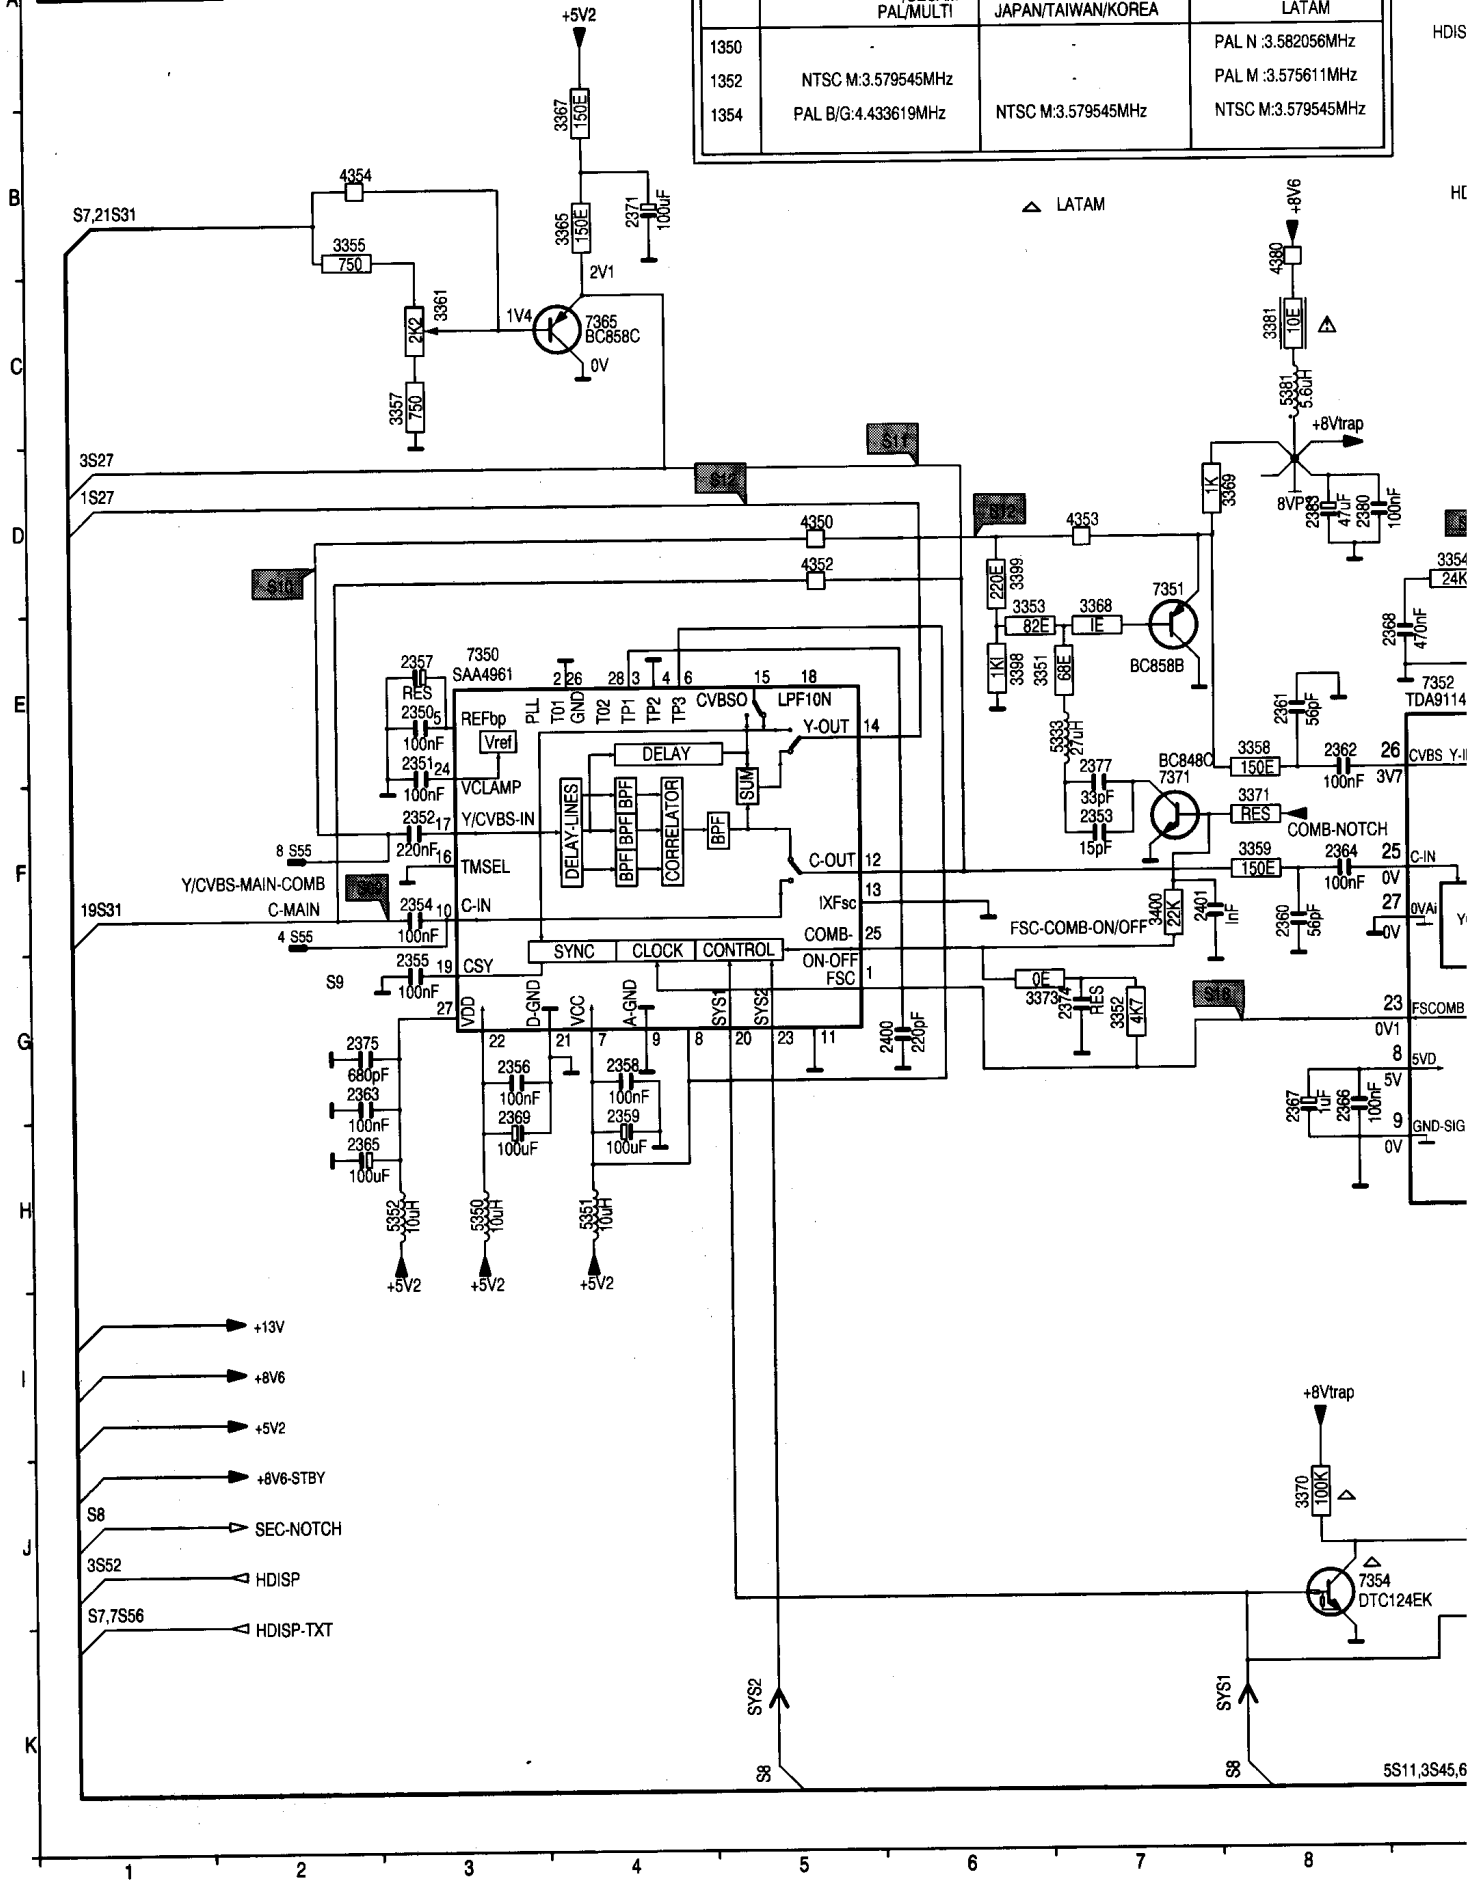 A
PAL/MULTI
JAPAN/TAIWAN/KOREA
LATAM
1350 - - PAL N :3.582056MHz
1352 NTSC M:3.579545MHz - PAL M :3.575611MHz
1354 PAL B/G:4.433619MHz NTSC M:3.579545MHz NTSC M:3.579545MHz
HDIS
+5V2
3367
150E
B
4354
S7,21S31
3355
750
3365
150E
2371
100uF
2V1
LATAM
+8V6
4380
HD
3361
2K2
1V4
7365
BC858C
0V
3381
10E
C
3357
750
5381
5.6uH
+8Vtrap
3S27
S11
S12
1S27
1K
3369
8VP
2383
47uF
2380
100nF
D
4350
S12
4353
S10
4352
220E
3399
7351
3354
24K
3353
82E
3368
1E
BC858B
2368
470nF
1K
3398
3351
68E
7350
SAA4961
2357
RES
2 26 28 3 4 6 15 18
E
REFbp
PLL
T01
GND
T02
TP1
TP2
TP3
CVBSO
LPF10N
Y-OUT
14
2350
5
100nF
Vref
DELAY
2351
24
100nF
VCLAMP
SUM
5333
27uH
2361
56pF
7352
TDA9114
3358
150E
2362
100nF
26
CVBS Y-I
3V7
BC848C
7371
2377
33pF
2353
15pF
3371
RES
COMB-NOTCH
2352
17
220nF
Y/CVBS-IN
DELAY-LINES
BPF
BPF
BPF
CORRELATOR
BPF
8 S55
16
TMSEL
C-OUT
12
3359
150E
2364
100nF
25
C-IN
0V
F
Y/CVBS-MAIN-COMB
S09
19S31
C-MAIN
2354
10
100nF
C-IN
IXFsc
13
3400
22K
2401
1nF
2360
56pF
27
0VAi
0V
4 S55
FSC-COMB-ON/OFF
COMB-
25
ON-OFF
SYNC
CLOCK
CONTROL
S9
2355
19
100nF
CSY
FSC
1
0E
3373
2374
RES
3352
4K7
S18
23
FSCOMB
0V1
27
VDD
D-GND
VCC
A-GND
SYS1
SYS2
G
22 21 7 9 8 20 23 11
2375
680pF
2356
100nF
2358
100nF
2400
220pF
8
5VD
5V
2363
100nF
2369
100uF
2359
100uF
2367
1uF
2366
100nF
9
GND-SIG
0V
2365
100uF
H
5352
10uH
5350
10uH
5351
10uH
+5V2
+5V2
+5V2
+13V
I
+8V6
+8Vtrap
+5V2
+8V6-STBY
3370
100K
S8
SEC-NOTCH
J
3S52
HDISP
7354
DTC124EK
S7,7S56
HDISP-TXT
SYS2
SYS1
K
S8
S8
5S11,3S45,6
1 2 3 4 5 6 7 8